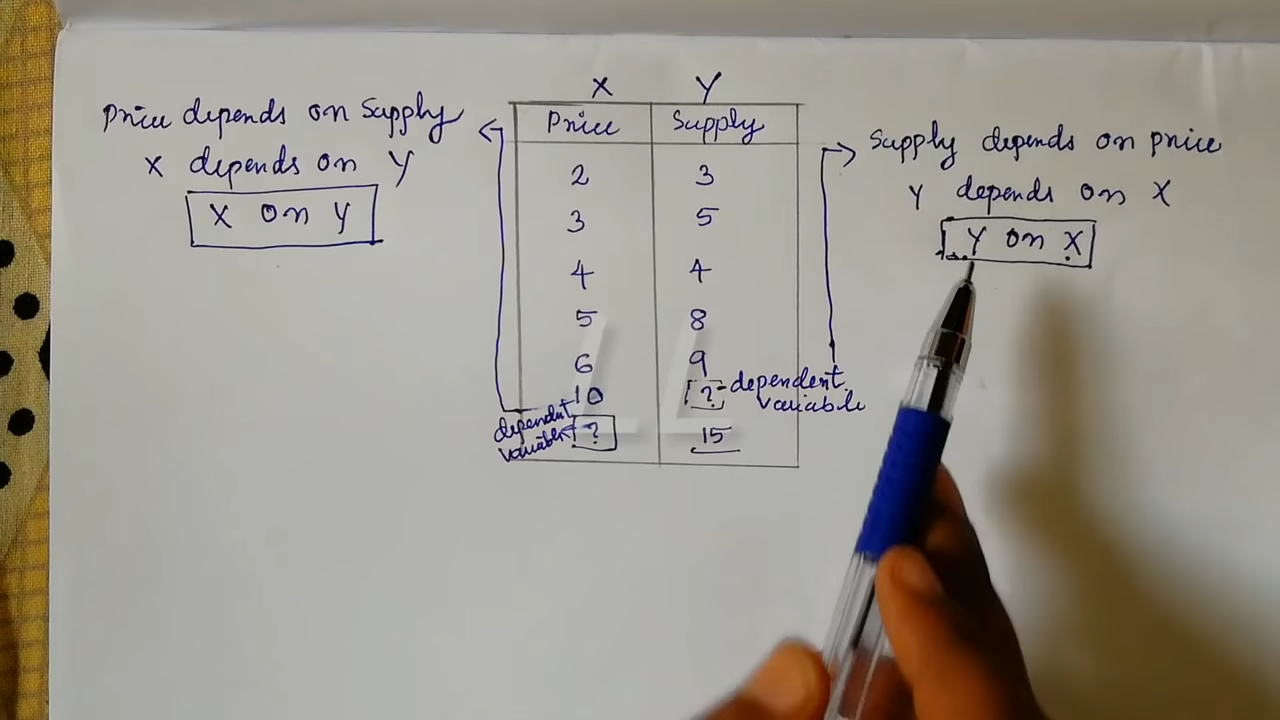 Price depends on Supply
X depends on Y
X on Y
X Y
Price Supply
2 3
3 5
4 4
5 8
6 9
10 ? - dependent variable
dependent variable ? 15
Supply depends on price
Y depends on X
Y on X
LL